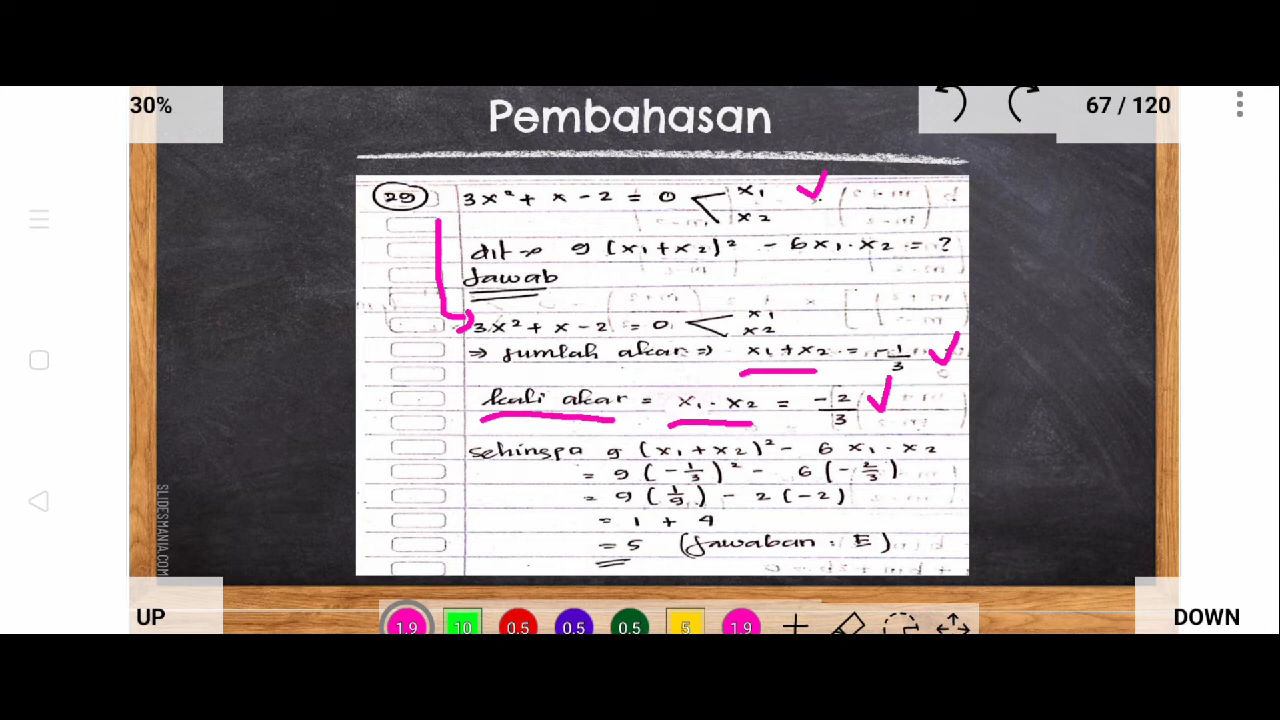 30%
Pembahasan
67 / 120
29 3x² + x - 2 = 0 < x1
x2
dit → 9 (x1 + x2)² - 6x1 . x2 = ?
Jawab
3x² + x - 2 = 0 < x1
x2
⇒ Jumlah akar ⇒ x1 + x2 = -1/3
kali akar = x1 . x2 = -2/3
sehingga 9 (x1 + x2)² - 6 x1 . x2
= 9 (-1/3)² - 6 (-2/3)
= 9 (1/9) - 2 (-2)
= 1 + 4
= 5 (Jawaban : E)
SLIDESMANIA.COM
UP
DOWN
1.9 10 0.5 0.5 0.5 5 1.9